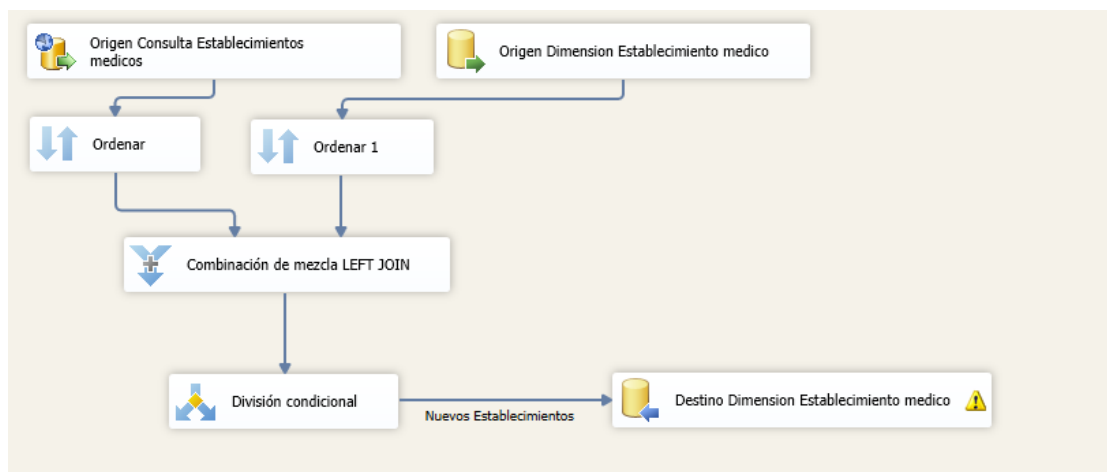 Origen Consulta Establecimientos
medicos
Origen Dimension Establecimiento medico
Ordenar
Ordenar 1
Combinación de mezcla LEFT JOIN
División condicional
Nuevos Establecimientos
Destino Dimension Establecimiento medico